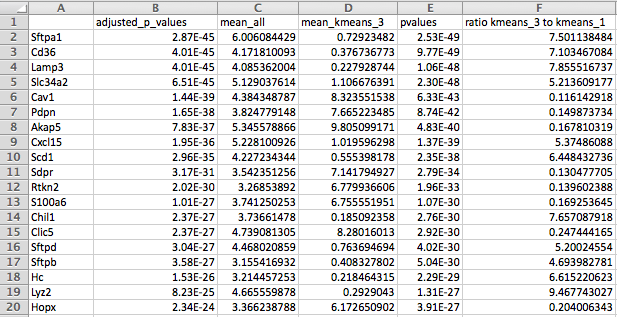 A B C D E F
1 adjusted_p_values mean_all mean_kmeans_3 pvalues ratio kmeans_3 to kmeans_1
2 Sftpa1 2.87E-45 6.006084429 0.72923482 2.53E-49 7.501138484
3 Cd36 4.01E-45 4.171810093 0.376736773 9.77E-49 7.103467084
4 Lamp3 4.01E-45 4.085362004 0.227928744 1.06E-48 7.855516737
5 Slc34a2 6.51E-45 5.129037614 1.106676391 2.30E-48 5.213609177
6 Cav1 1.44E-39 4.384348787 8.323551538 6.33E-43 0.116142918
7 Pdpn 1.65E-38 3.824779148 7.665223485 8.74E-42 0.149873734
8 Akap5 7.83E-37 5.345578866 9.805099171 4.83E-40 0.167810319
9 Cxcl15 1.95E-36 5.228100926 1.019596298 1.37E-39 5.37486088
10 Scd1 2.96E-35 4.227234344 0.555398178 2.35E-38 6.448432736
11 Sdpr 3.17E-31 3.542351256 7.141794927 2.79E-34 0.130477705
12 Rtkn2 2.02E-30 3.26853892 6.779936606 1.96E-33 0.139602388
13 S100a6 1.01E-27 3.741250253 6.755551951 1.07E-30 0.169253645
14 Chil1 2.37E-27 3.73661478 0.185092358 2.76E-30 7.657087918
15 Clic5 2.37E-27 4.739081305 8.28016013 2.92E-30 0.247444165
16 Sftpd 3.04E-27 4.468020859 0.763694694 4.02E-30 5.20024554
17 Sftpb 3.58E-27 3.155416932 0.408327802 5.04E-30 4.693982781
18 Hc 1.53E-26 3.214457253 0.218464315 2.29E-29 6.615220623
19 Lyz2 8.23E-25 4.665559878 0.2929043 1.31E-27 9.467743027
20 Hopx 2.34E-24 3.366238788 6.172650902 3.91E-27 0.204006343